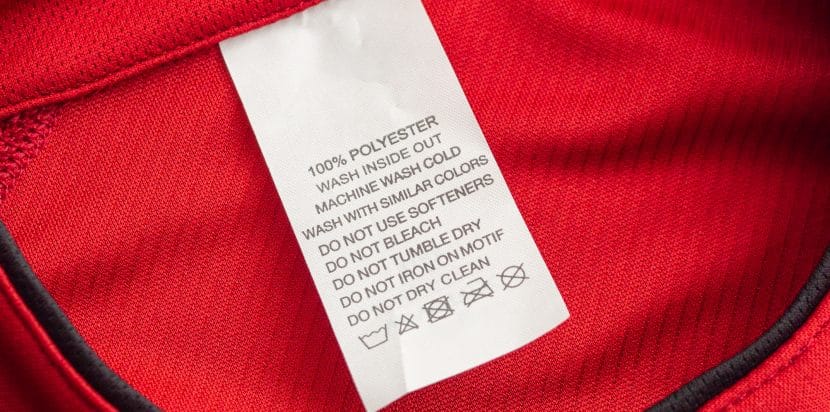 100% POLYESTER
WASH INSIDE OUT
MACHINE WASH COLD
WASH WITH SIMILAR COLORS
DO NOT USE SOFTENERS
DO NOT BLEACH
DO NOT TUMBLE DRY
DO NOT IRON ON MOTIF
DO NOT DRY CLEAN